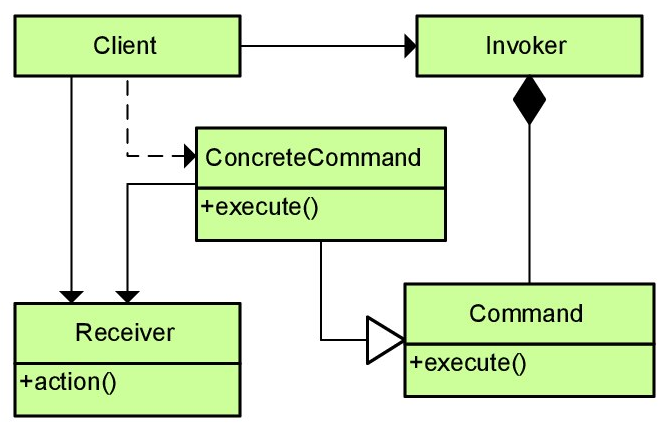 Client
Invoker
ConcreteCommand
+execute()
Receiver
+action()
Command
+execute()